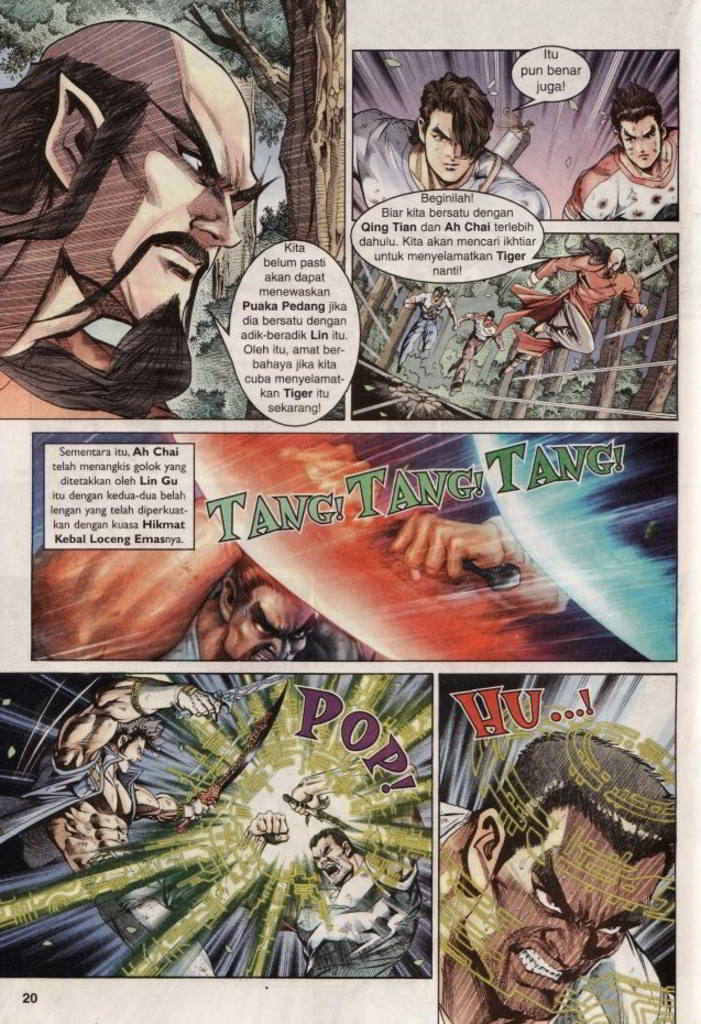 Kita
belum pasti
akan dapat
menewaskan
Puaka Pedang jika
dia bersatu dengan
adik-beradik Lin itu.
Oleh itu, amat ber-
bahaya jika kita
cuba menyelamat-
kan Tiger itu
sekarang!
Itu
pun benar
juga!
Beginilah!
Biar kita bersatu dengan
Qing Tian dan Ah Chai terlebih
dahulu. Kita akan mencari ikhtiar
untuk menyelamatkan Tiger
nanti!
Sementara itu, Ah Chai
telah menangkis golok yang
ditetakkan oleh Lin Gu
itu dengan kedua-dua belah
lengan yang telah diperkuat-
kan dengan kuasa Hikmat
Kebal Loceng Emasnya.
TANG! TANG! TANG!
POP!
HU...!
20